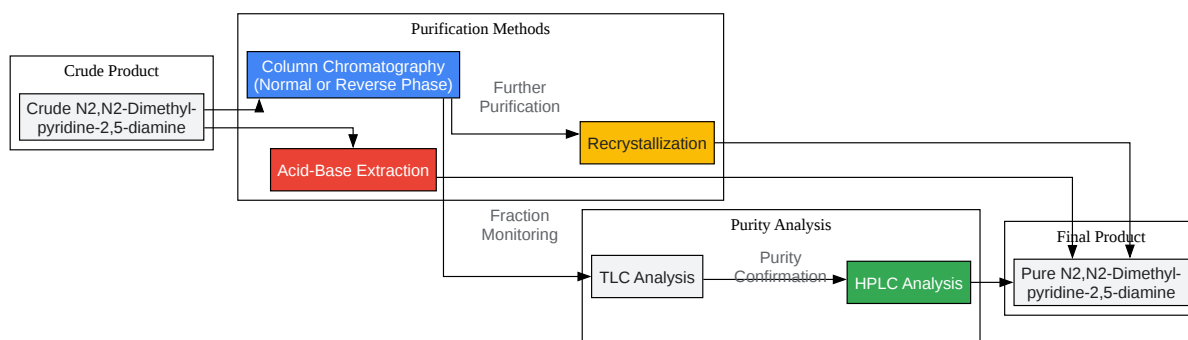 Purification Methods
Crude Product
Column Chromatography
(Normal or Reverse Phase)
Further
Purification
Crude N2,N2-Dimethyl-
pyridine-2,5-diamine
Recrystallization
Acid-Base Extraction
Fraction
Monitoring
Purity Analysis
Final Product
TLC Analysis
Purity
Confirmation
HPLC Analysis
Pure N2,N2-Dimethyl-
pyridine-2,5-diamine